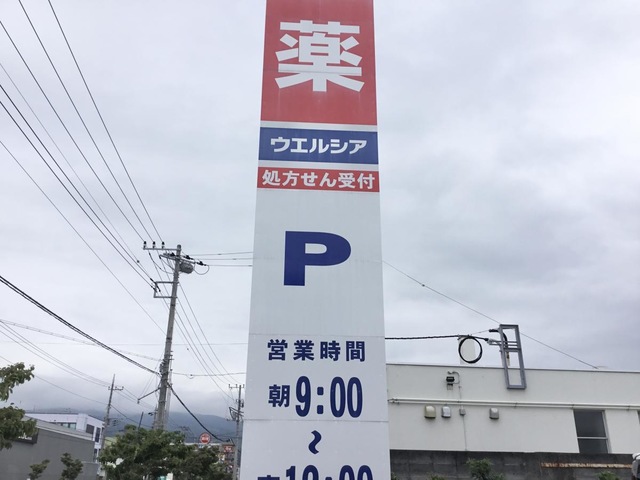 薬
ウエルシア
処方せん受付
P
営業時間
朝9:00
〜